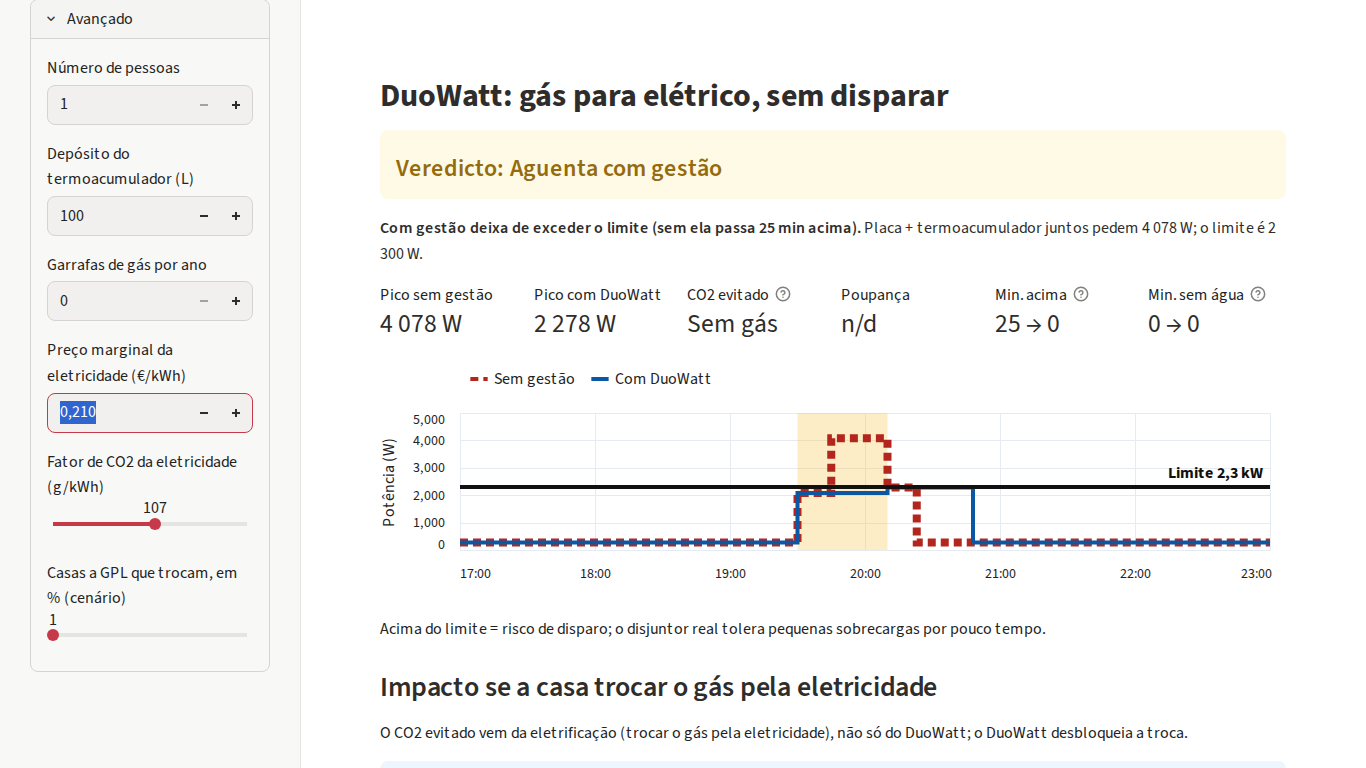 Avançado
Número de pessoas
1
Depósito do
termoacumulador (L)
100
Garrafas de gás por ano
0
Preço marginal da
eletricidade (€/kWh)
0,210
Fator de CO2 da eletricidade
(g/kWh)
107
Casas a GPL que trocam, em
% (cenário)
1
DuoWatt: gás para elétrico, sem disparar
Veredicto: Aguenta com gestão
Com gestão deixa de exceder o limite (sem ela passa 25 min acima). Placa + termoacumulador juntos pedem 4 078 W; o limite é 2
300 W.
Pico sem gestão
4 078 W
Pico com DuoWatt
2 278 W
CO2 evitado
Sem gás
Poupança
n/d
Min. acima
25 → 0
Min. sem água
0 → 0
Sem gestão
Com DuoWatt
Potência (W)
5,000
4,000
3,000
2,000
1,000
0
Limite 2,3 kW
17:00 18:00 19:00 20:00 21:00 22:00 23:00
Acima do limite = risco de disparo; o disjuntor real tolera pequenas sobrecargas por pouco tempo.
Impacto se a casa trocar o gás pela eletricidade
O CO2 evitado vem da eletrificação (trocar o gás pela eletricidade), não só do DuoWatt; o DuoWatt desbloqueia a troca.